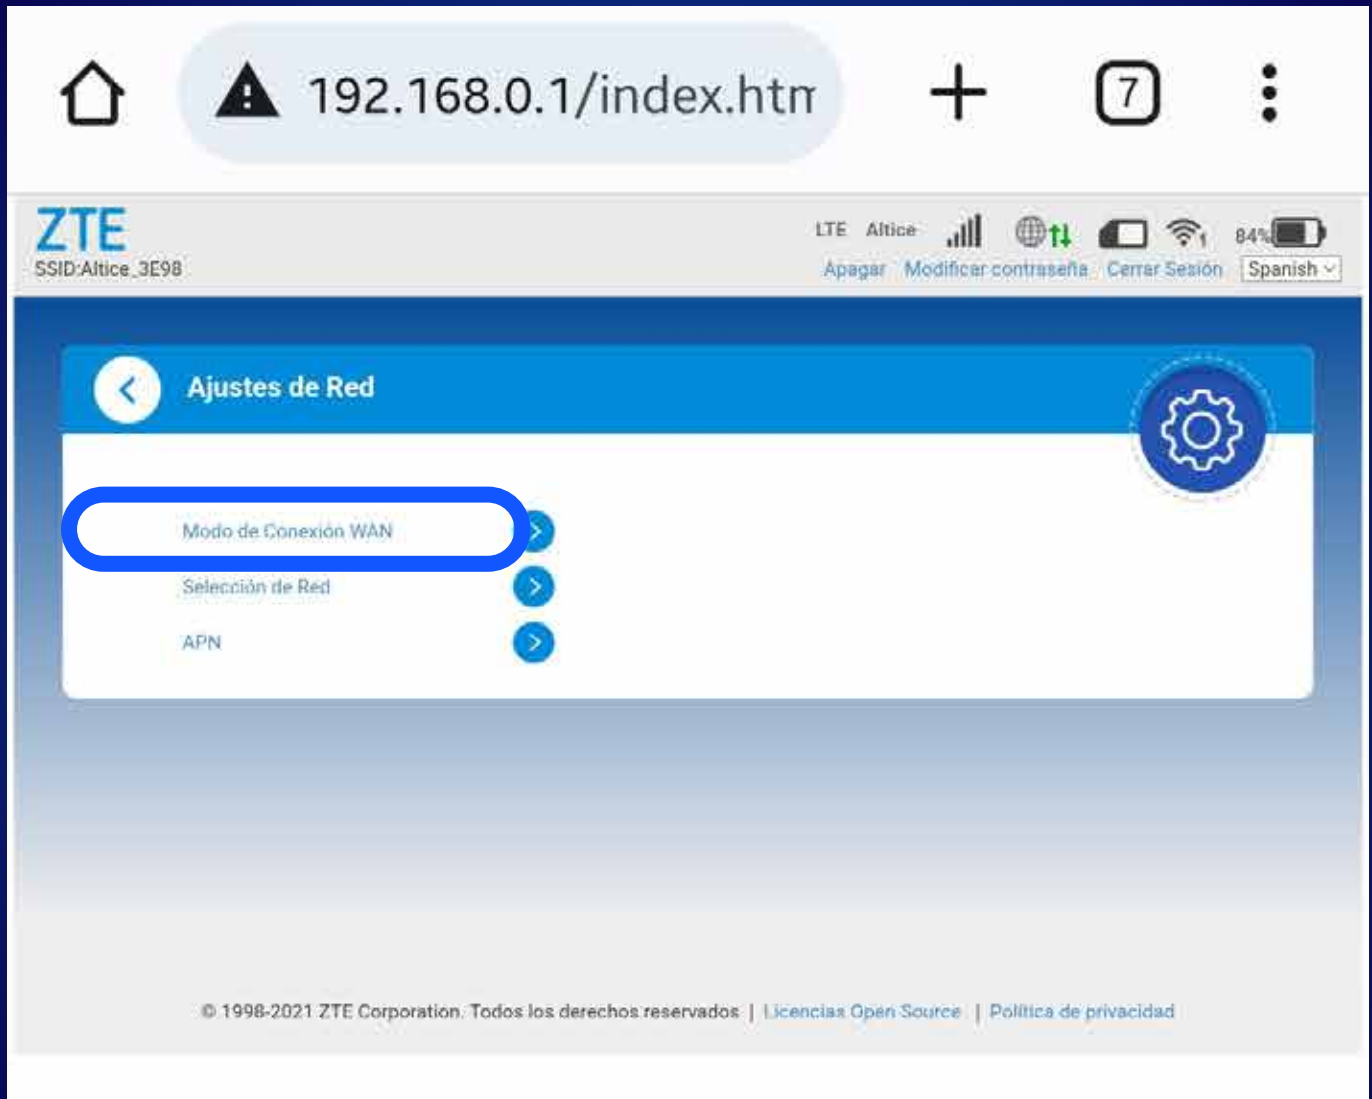 192.168.0.1/index.htm
7
ZTE
LTE Altice 1 84%
SSID:Altice_3E98
Apagar Modificar contraseña Cerrar Sesión Spanish
Ajustes de Red
Modo de Conexión WAN
Selección de Red
APN
© 1998-2021 ZTE Corporation. Todos los derechos reservados | Licencias Open Source | Política de privacidad